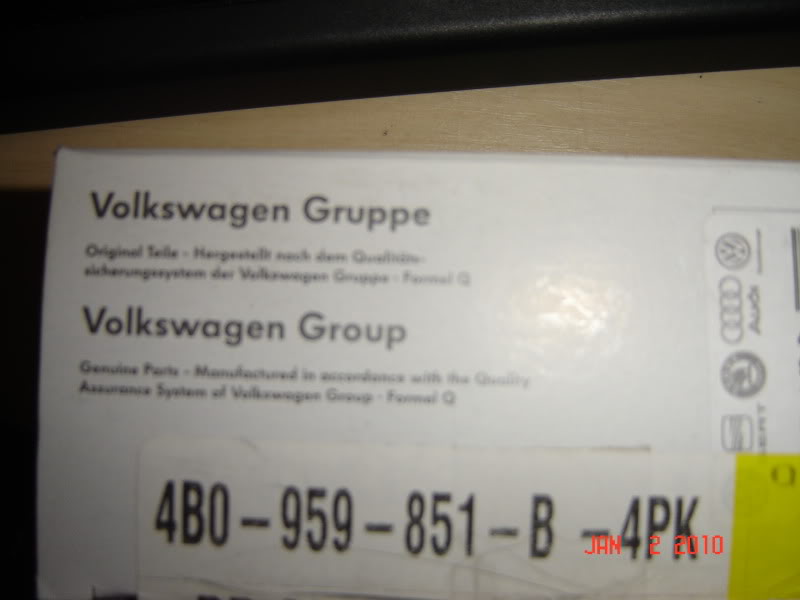 Volkswagen Gruppe
Original Teile - Hergestellt nach dem Qualitäts-
sicherungssystem der Volkswagen Gruppe · Formel Q
Volkswagen Group
Genuine Parts - Manufactured in accordance with the Quality
Assurance System of Volkswagen Group · Formel Q
Audi
4B0-959-851-B -4PK
JAN 2 2010